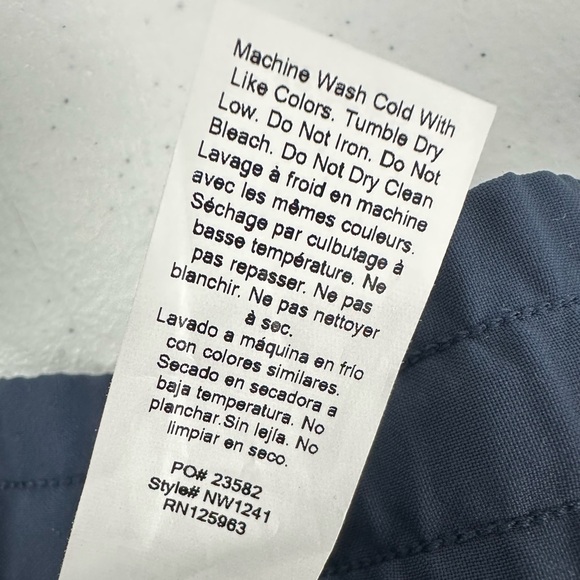 Machine Wash Cold With
Like Colors. Tumble Dry
Low. Do Not Iron. Do Not
Bleach. Do Not Dry Clean
Lavage à froid en machine
avec les mêmes couleurs.
Séchage par culbutage à
basse température. Ne
pas repasser. Ne pas
blanchir. Ne pas nettoyer
à sec.
Lavado a máquina en frío
con colores similares.
Secado en secadora a
baja temperatura. No
planchar.Sin lejía. No
limpiar en seco.
PO# 23582
Style# NW1241
RN125963